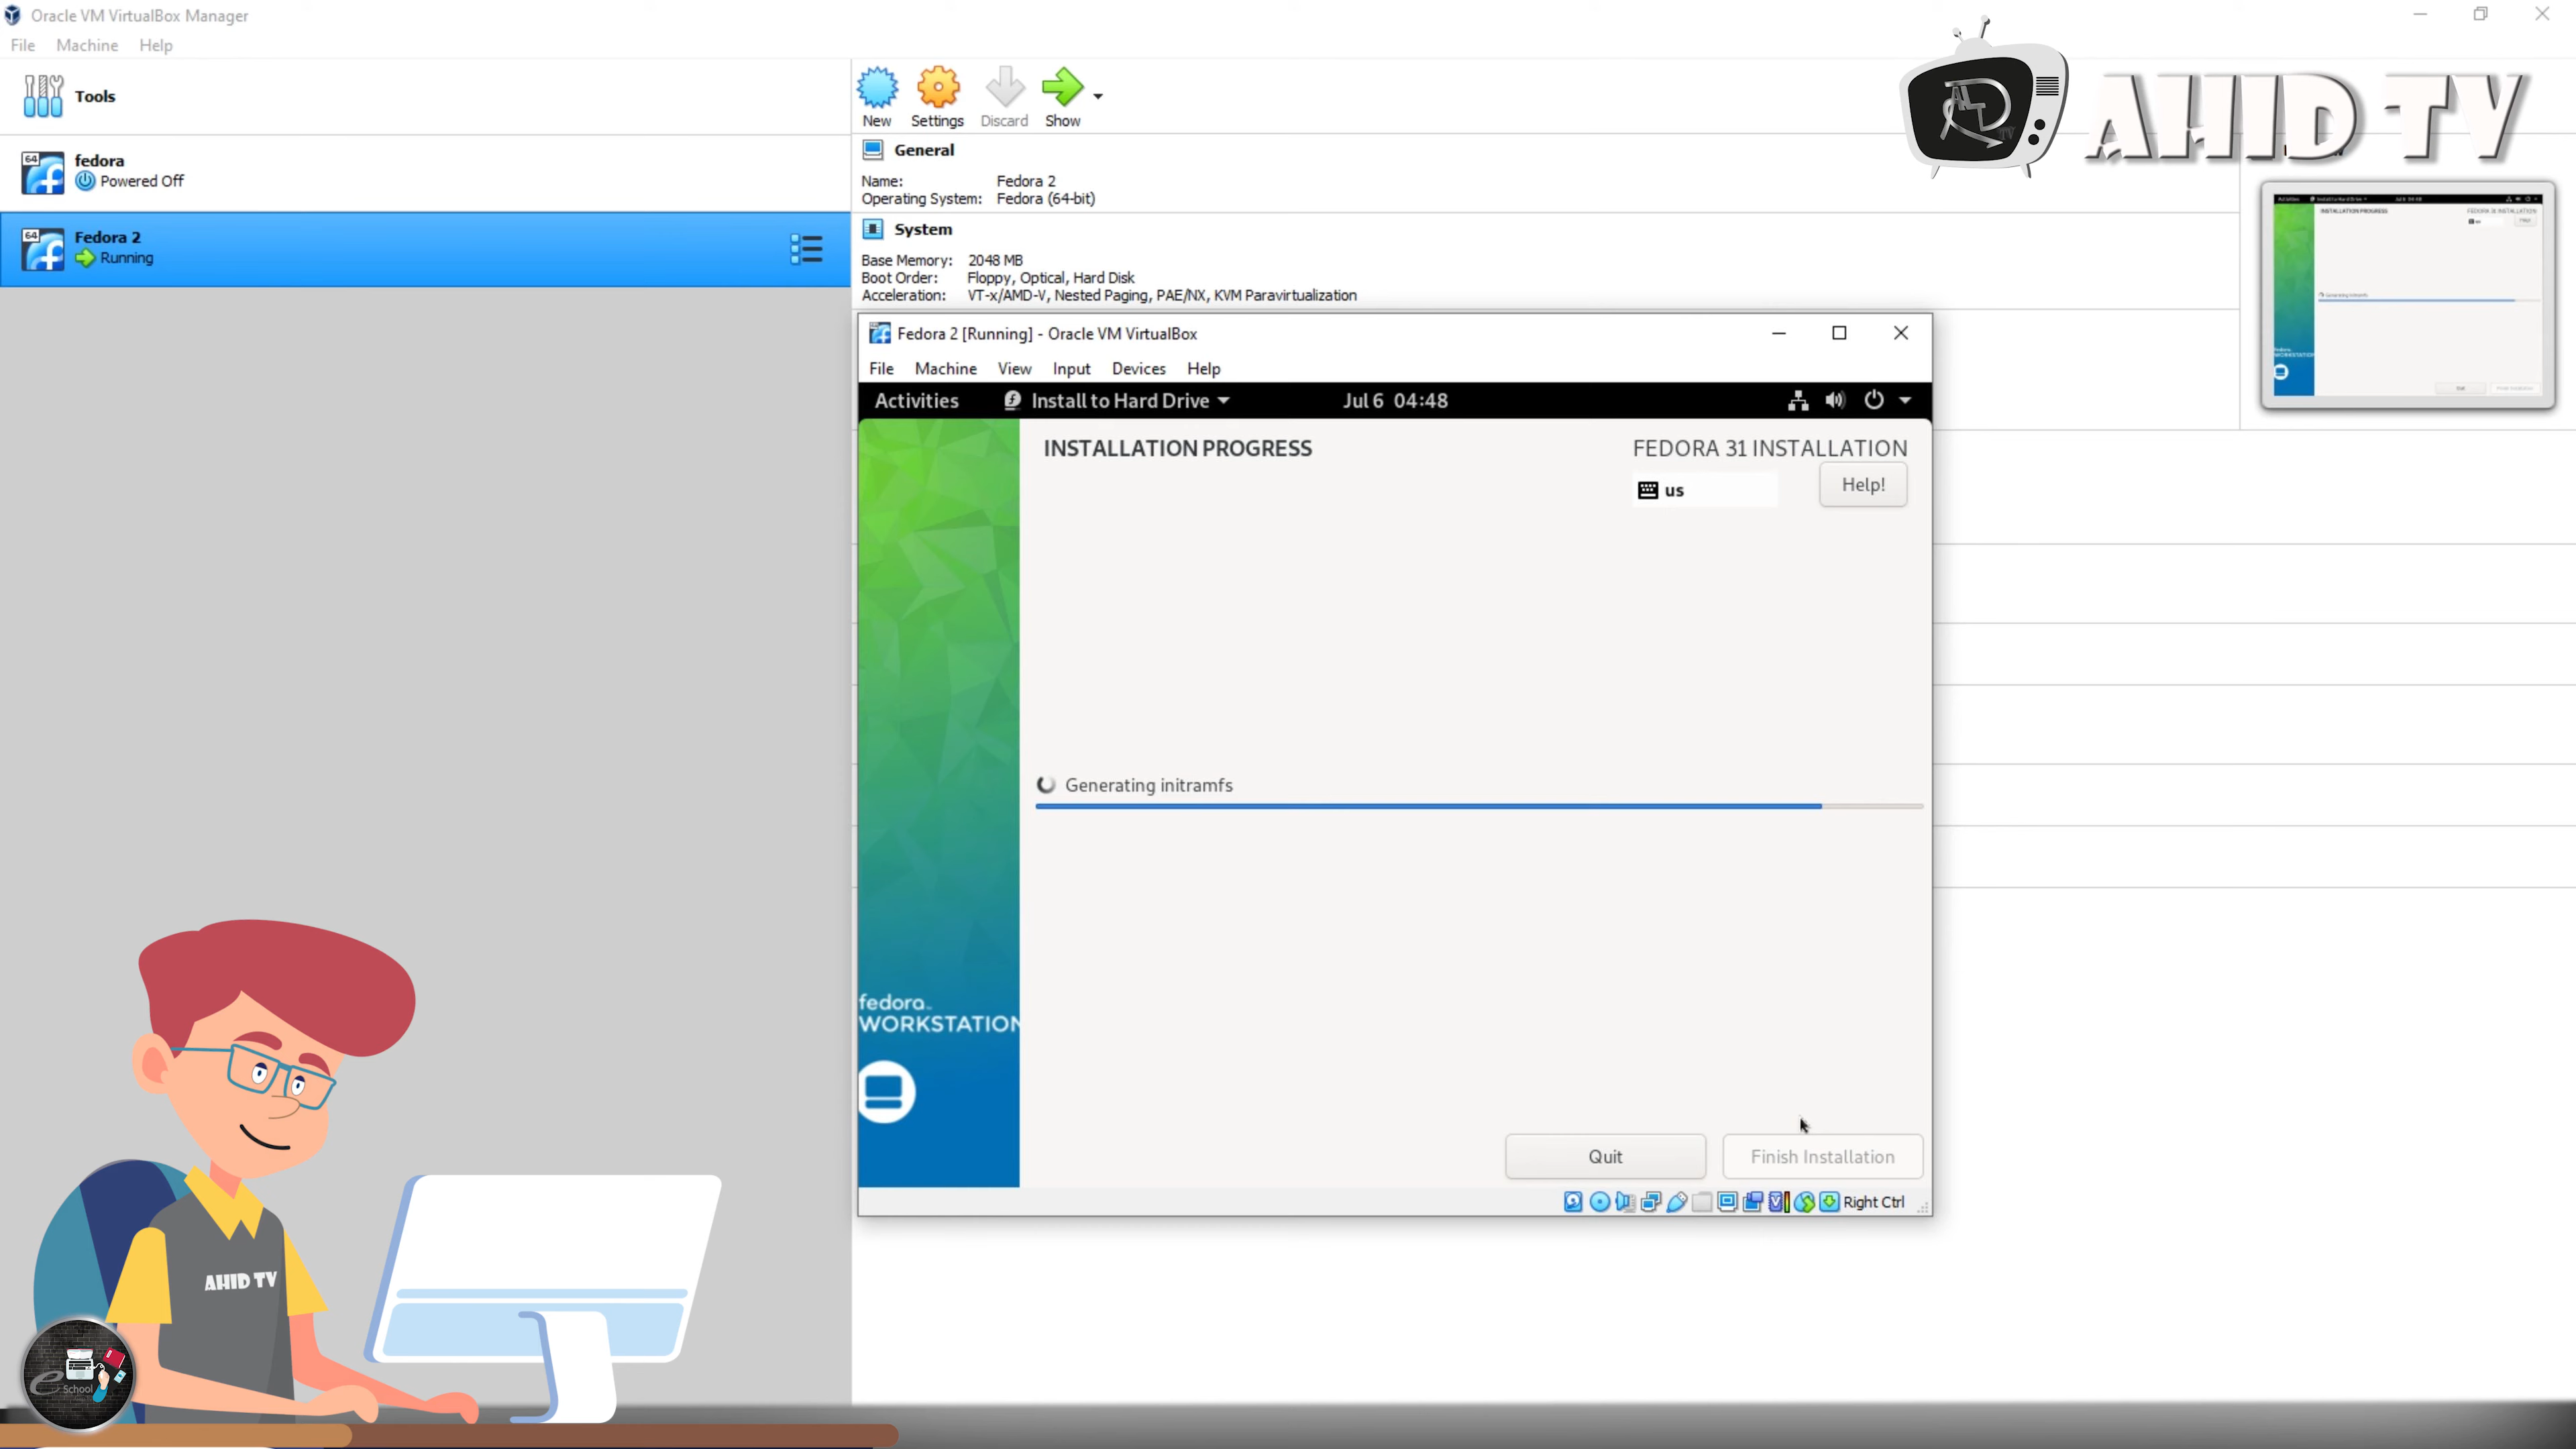 Oracle VM VirtualBox Manager
File Machine Help
Tools
New Settings Discard Show
AHID TV
64 fedora
Powered Off
64 Fedora 2
Running
General
Name: Fedora 2
Operating System: Fedora (64-bit)
System
Base Memory: 2048 MB
Boot Order: Floppy, Optical, Hard Disk
Acceleration: VT-x/AMD-V, Nested Paging, PAE/NX, KVM Paravirtualization
Fedora 2 [Running] - Oracle VM VirtualBox
File Machine View Input Devices Help
Activities Install to Hard Drive Jul 6 04:48
INSTALLATION PROGRESS
FEDORA 31 INSTALLATION
us
Help!
Generating initramfs
fedora
WORKSTATION
Quit Finish Installation
Right Ctrl
AHID TV
e School